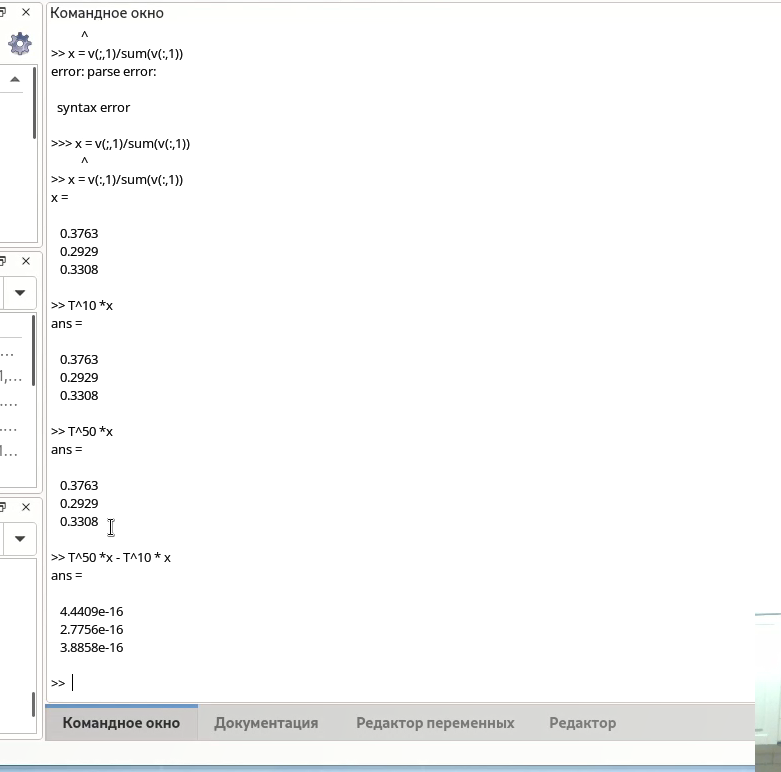 Командное окно
^
>> x = v(;,1)/sum(v(:,1))
error: parse error:
syntax error
>>> x = v(;,1)/sum(v(:,1))
^
>> x = v(:,1)/sum(v(:,1))
x =
0.3763
0.2929
0.3308
>> T^10 *x
ans =
0.3763
0.2929
0.3308
>> T^50 *x
ans =
0.3763
0.2929
0.3308
>> T^50 *x - T^10 * x
ans =
4.4409e-16
2.7756e-16
3.8858e-16
>>
Командное окно
Документация
Редактор переменных
Редактор